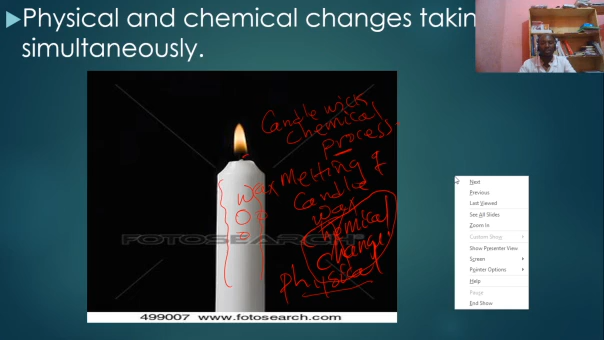 Physical and chemical changes takin
simultaneously.
Candle wick
chemical
Process.
wax Melting of
candle
wax
chemical
change.
physical
FOTOSEARCH
499007 www.fotosearch.com
Next
Previous
Last Viewed
See All Slides
Zoom In
Custom Show
Show Presenter View
Screen
Pointer Options
Help
Pause
End Show